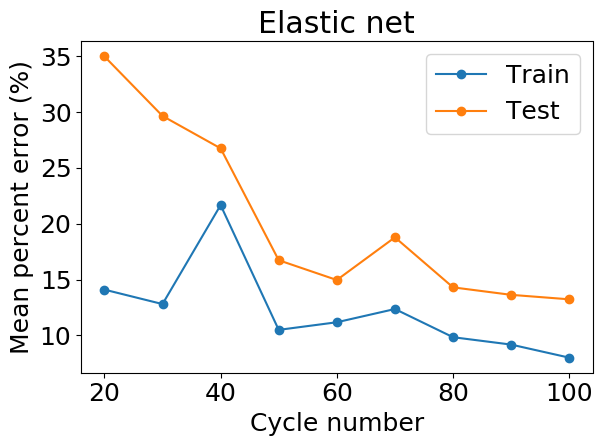 Elastic net
Mean percent error (%)
35
30
25
20
15
10
Train
Test
20 40 60 80 100
Cycle number